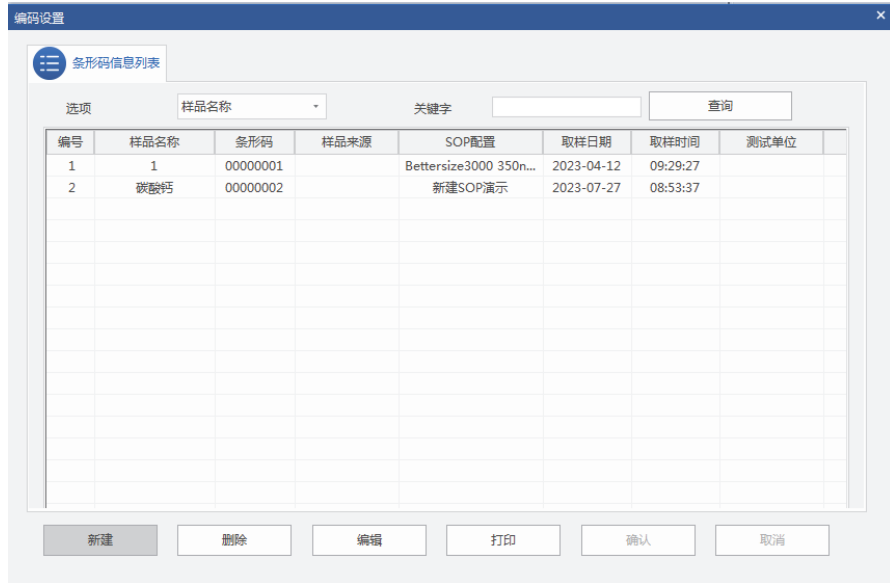 编码设置
条形码信息列表
选项 样品名称 关键字 查询
编号 样品名称 条形码 样品来源 SOP配置 取样日期 取样时间 测试单位
1 1 00000001 Bettersize3000 350n... 2023-04-12 09:29:27
2 碳酸钙 00000002 新建SOP演示 2023-07-27 08:53:37
新建 删除 编辑 打印 确认 取消